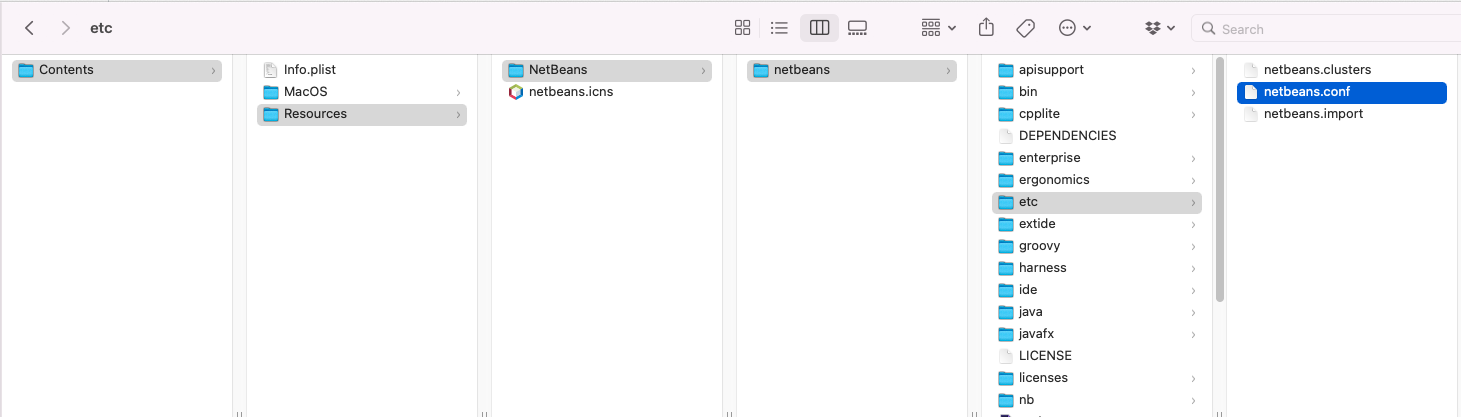 etc
Search
Contents
Info.plist
MacOS
Resources
NetBeans
netbeans.icns
netbeans
apisupport
bin
cpplite
DEPENDENCIES
enterprise
ergonomics
etc
extide
groovy
harness
ide
java
javafx
LICENSE
licenses
nb
netbeans.clusters
netbeans.conf
netbeans.import